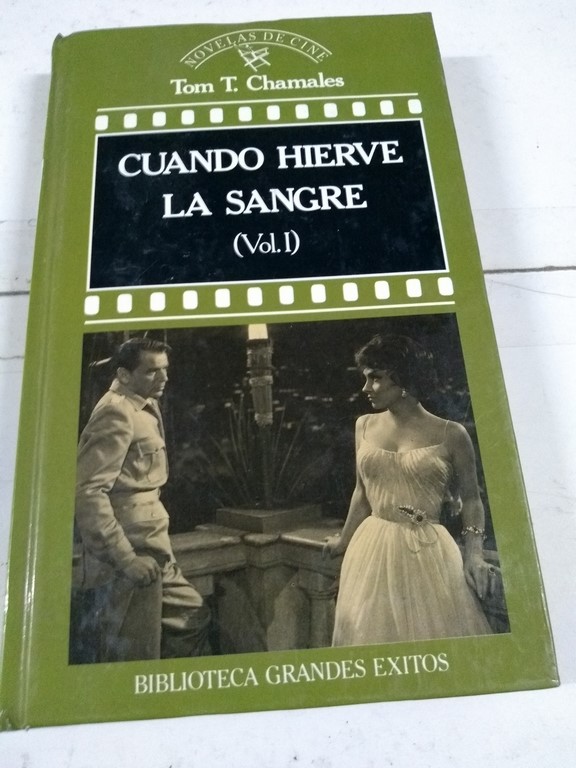 NOVELAS DE CINE
Tom T. Chamales
CUANDO HIERVE
LA SANGRE
(Vol. I)
BIBLIOTECA GRANDES EXITOS